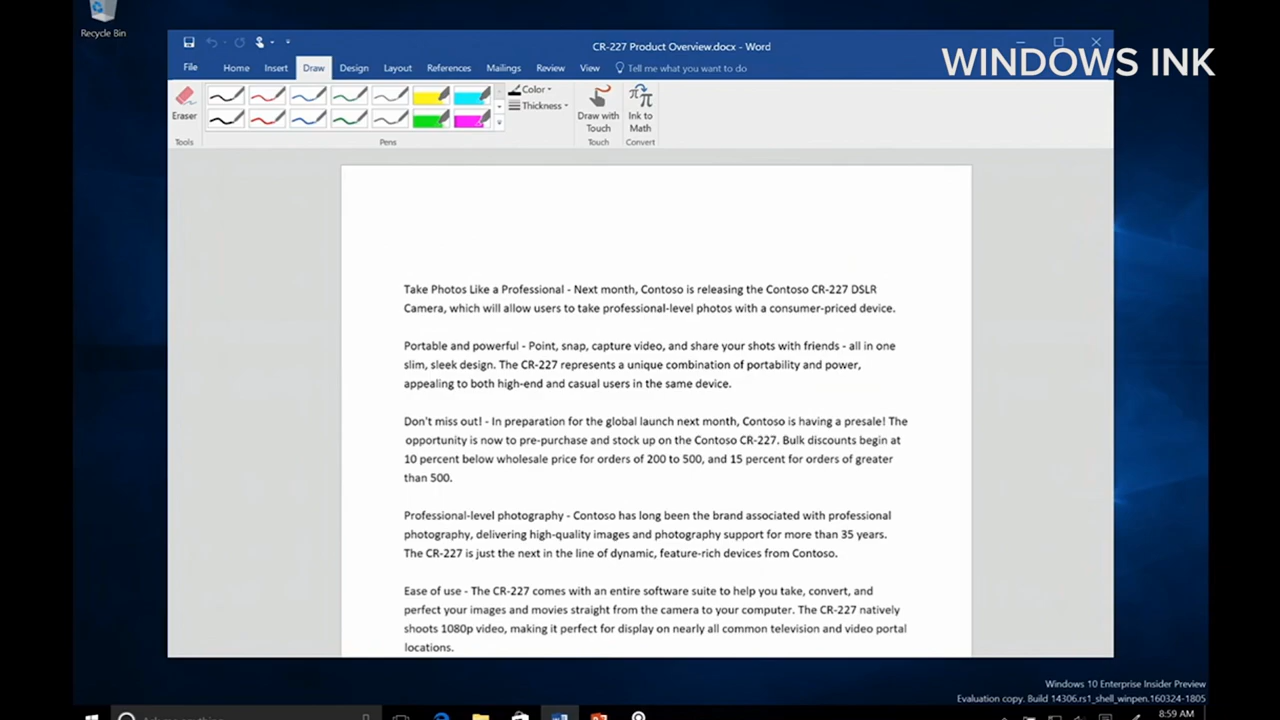 Recycle Bin
CR-227 Product Overview.docx - Word
WINDOWS INK
File Home Insert Draw Design Layout References Mailings Review View Tell me what you want to do
Eraser
Color
Thickness
Draw with
Touch
Ink to
Math
Tools
Pens
Touch
Convert
Take Photos Like a Professional - Next month, Contoso is releasing the Contoso CR-227 DSLR
Camera, which will allow users to take professional-level photos with a consumer-priced device.
Portable and powerful - Point, snap, capture video, and share your shots with friends - all in one
slim, sleek design. The CR-227 represents a unique combination of portability and power,
appealing to both high-end and casual users in the same device.
Don't miss out! - In preparation for the global launch next month, Contoso is having a presale! The
opportunity is now to pre-purchase and stock up on the Contoso CR-227. Bulk discounts begin at
10 percent below wholesale price for orders of 200 to 500, and 15 percent for orders of greater
than 500.
Professional-level photography - Contoso has long been the brand associated with professional
photography, delivering high-quality images and photography support for more than 35 years.
The CR-227 is just the next in the line of dynamic, feature-rich devices from Contoso.
Ease of use - The CR-227 comes with an entire software suite to help you take, convert, and
perfect your images and movies straight from the camera to your computer. The CR-227 natively
shoots 1080p video, making it perfect for display on nearly all common television and video portal
locations.
Windows 10 Enterprise Insider Preview
Evaluation copy. Build 14306.rs1_shell_winpen.160324-1805
8:59 AM